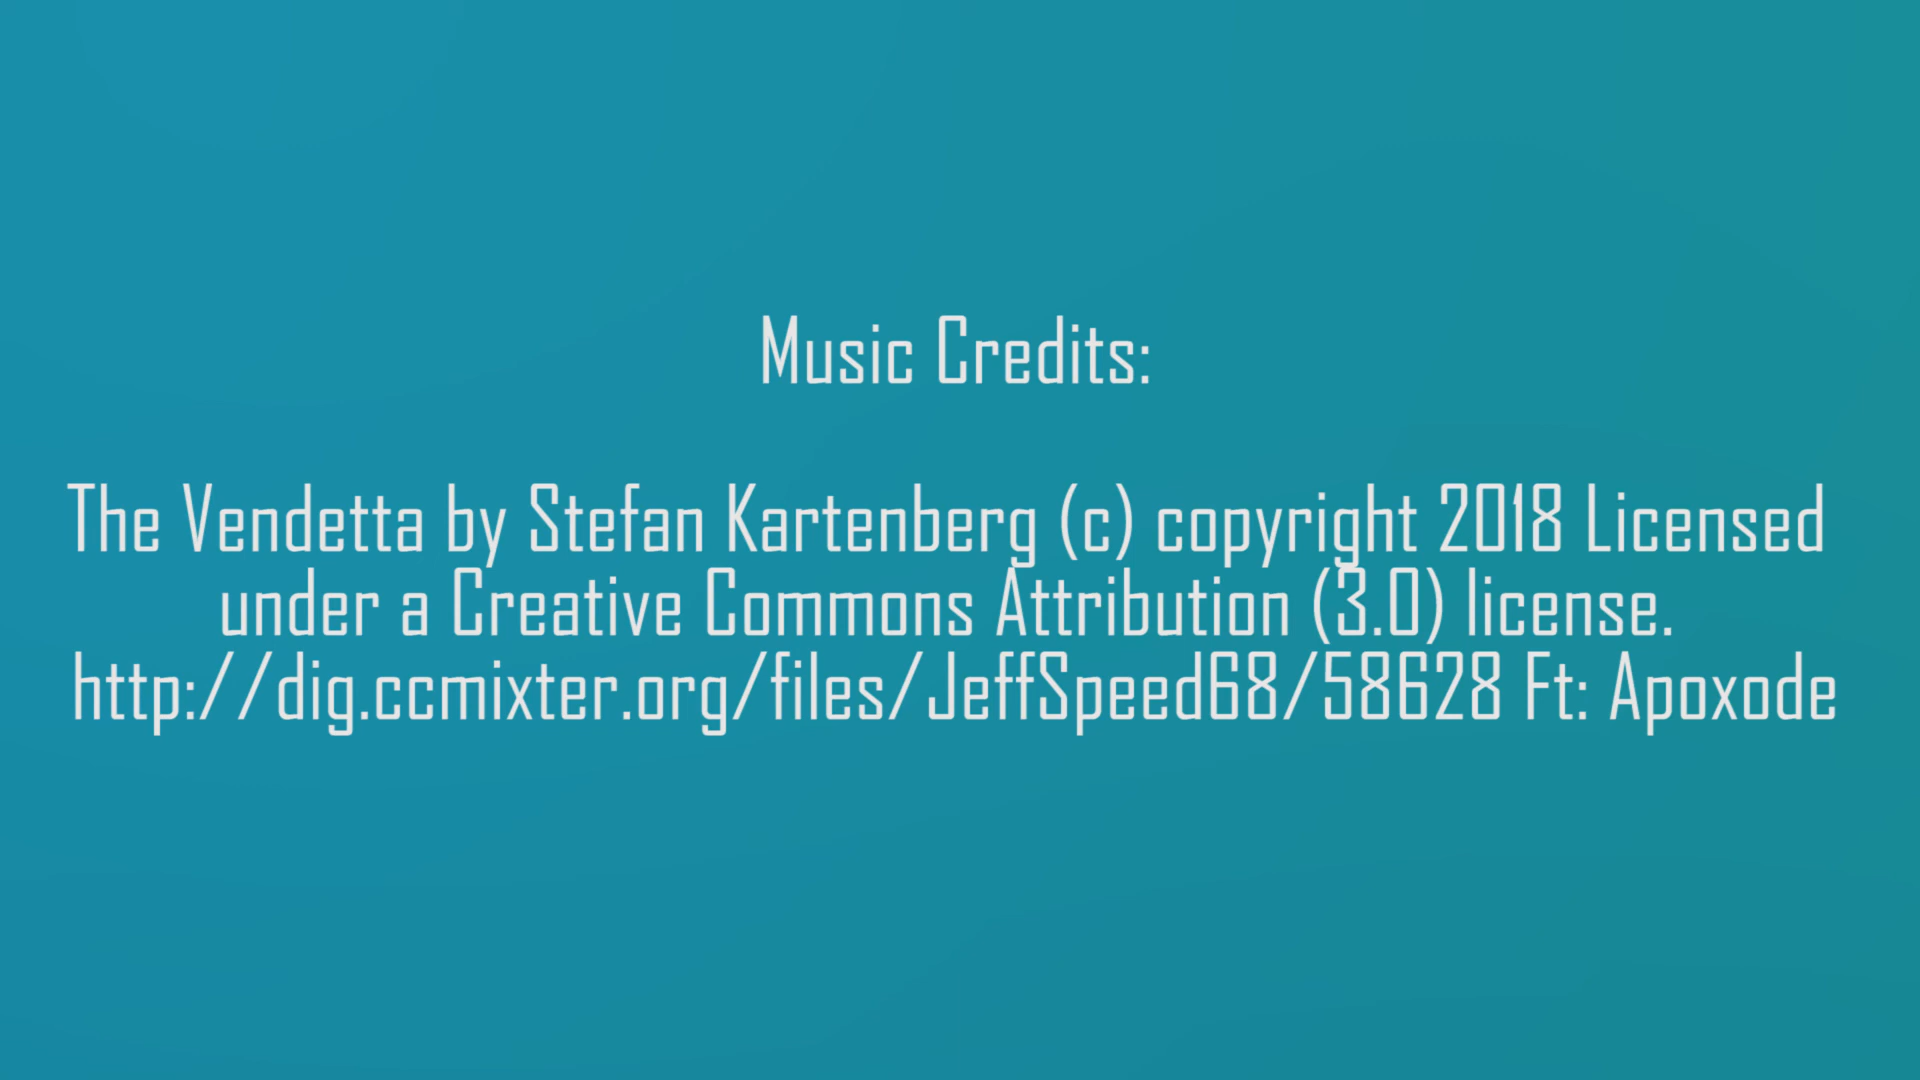 Music Credits:
The Vendetta by Stefan Kartenberg (c) copyright 2018 Licensed
under a Creative Commons Attribution (3.0) license.
http://dig.ccmixter.org/files/JeffSpeed68/58628 Ft: Apoxode